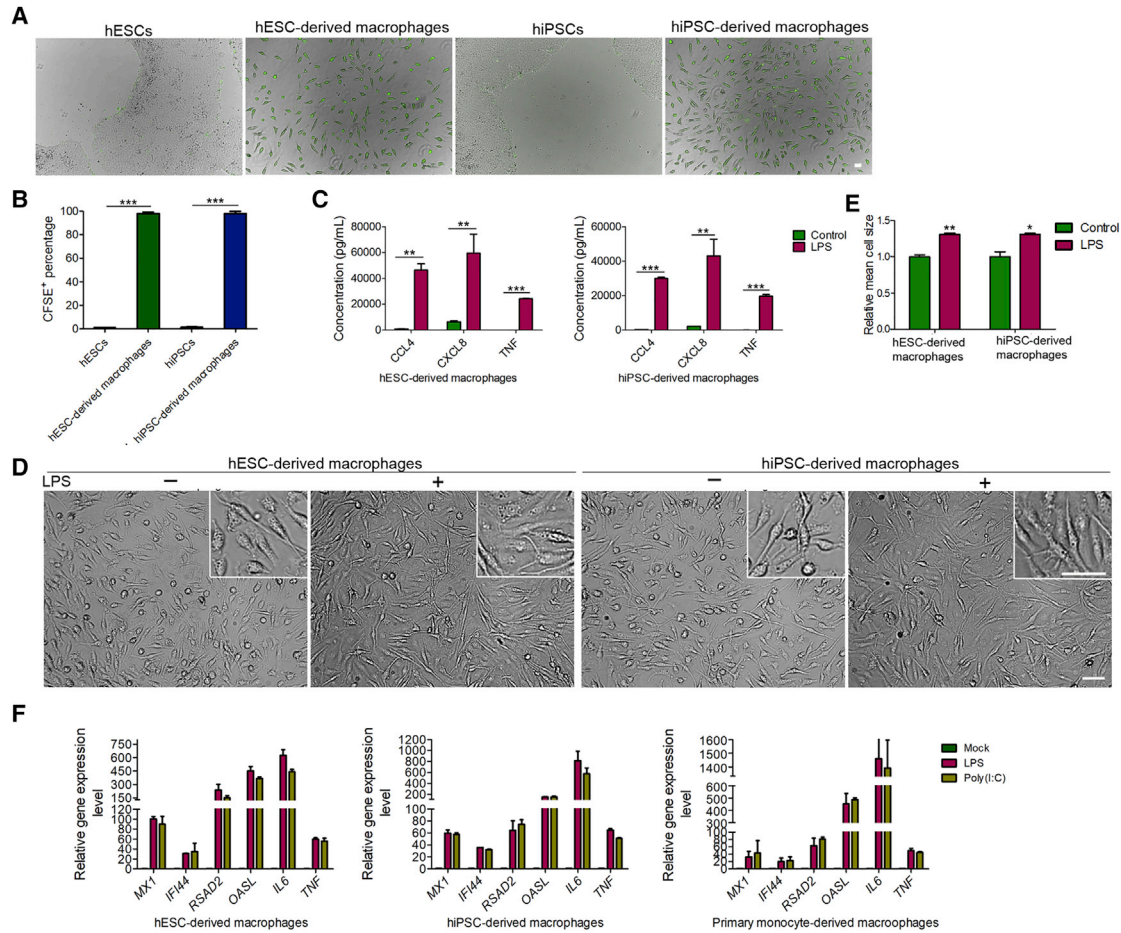 A
hESCs
hESC-derived macrophages
hiPSCs
hiPSC-derived macrophages
B
CFSE+ percentage
100
80
60
40
20
0
***
***
hESCs
hESC-derived macrophages
hiPSCs
hiPSC-derived macrophages
C
Concentration (pg/mL)
80000
60000
40000
20000
0
**
**
***
CCL4
CXCL8
TNF
hESC-derived macrophages
Concentration (pg/mL)
60000
40000
20000
0
***
**
***
CCL4
CXCL8
TNF
hiPSC-derived macrophages
Control
LPS
E
Relative mean cell size
1.5
1.2
0.9
0.6
0.3
0.0
**
*
hESC-derived
macrophages
hiPSC-derived
macrophages
Control
LPS
D
hESC-derived macrophages
hiPSC-derived macrophages
LPS
−
+
−
+
F
Relative gene expression
level
750
600
450
300
150
120
100
80
60
40
20
0
MX1
IFI44
RSAD2
OASL
IL6
TNF
hESC-derived macrophages
Relative gene expression
level
1200
1000
800
600
400
200
100
80
60
40
20
0
MX1
IFI44
RSAD2
OASL
IL6
TNF
hiPSC-derived macrophages
Relative gene expression
level
1600
1500
1400
600
500
400
300
80
60
40
20
0
MX1
IFI44
RSAD2
OASL
IL6
TNF
Primary monocyte-derived macroophages
Mock
LPS
Poly(I:C)